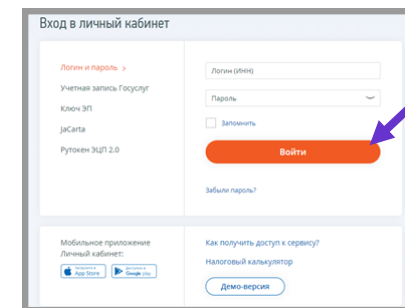 Вход в личный кабинет
Логин и пароль >
Учетная запись Госуслуг
Ключ ЭП
JaCarta
Рутокен ЭЦП 2.0
Логин (ИНН)
Пароль
Запомнить
Войти
Забыли пароль?
Мобильное приложение
Личный кабинет:
App Store
Google play
Как получить доступ к сервису?
Налоговый калькулятор
Демо-версия